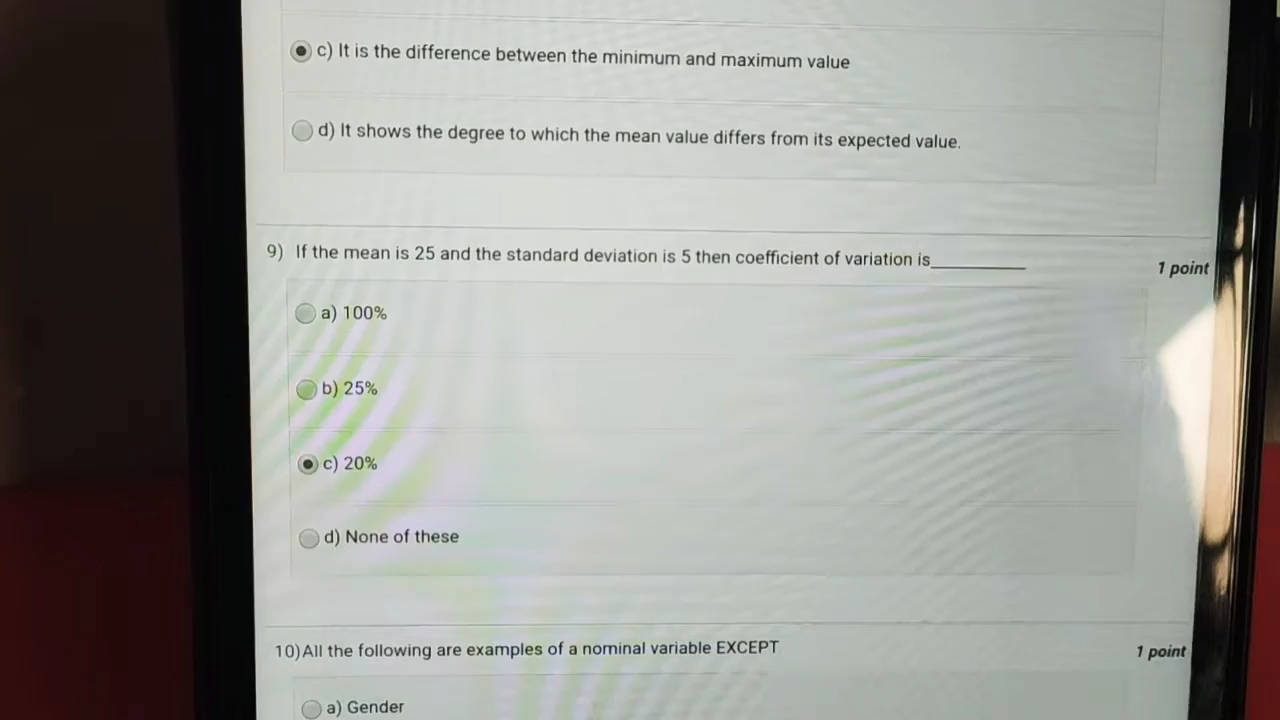 c) It is the difference between the minimum and maximum value
d) It shows the degree to which the mean value differs from its expected value.
9) If the mean is 25 and the standard deviation is 5 then coefficient of variation is__________
1 point
a) 100%
b) 25%
c) 20%
d) None of these
10)All the following are examples of a nominal variable EXCEPT
1 point
a) Gender